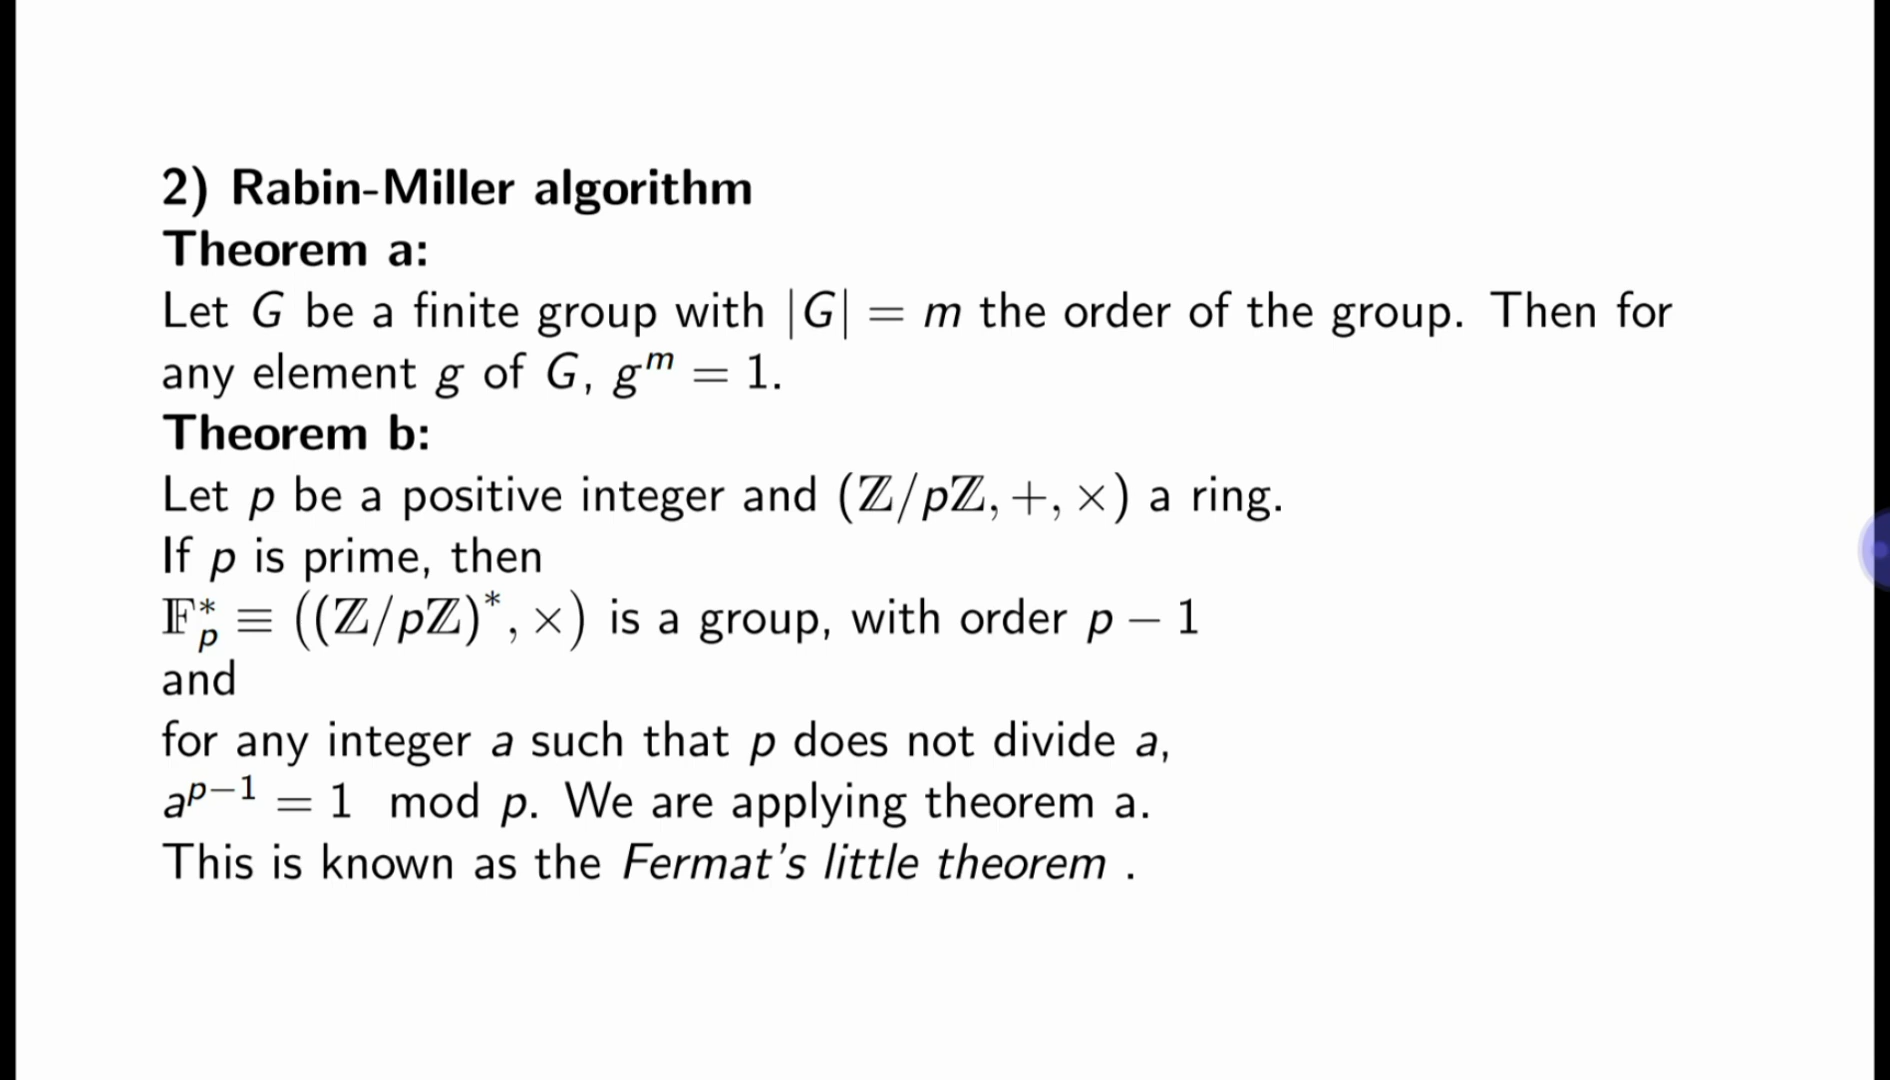 2) Rabin-Miller algorithm
Theorem a:
Let G be a finite group with |G| = m the order of the group. Then for
any element g of G, gᵐ = 1.
Theorem b:
Let p be a positive integer and (ℤ/pℤ, +, ×) a ring.
If p is prime, then
𝔽*ₚ ≡ ((ℤ/pℤ)*, ×) is a group, with order p − 1
and
for any integer a such that p does not divide a,
aᵖ⁻¹ = 1 mod p. We are applying theorem a.
This is known as the Fermat's little theorem .